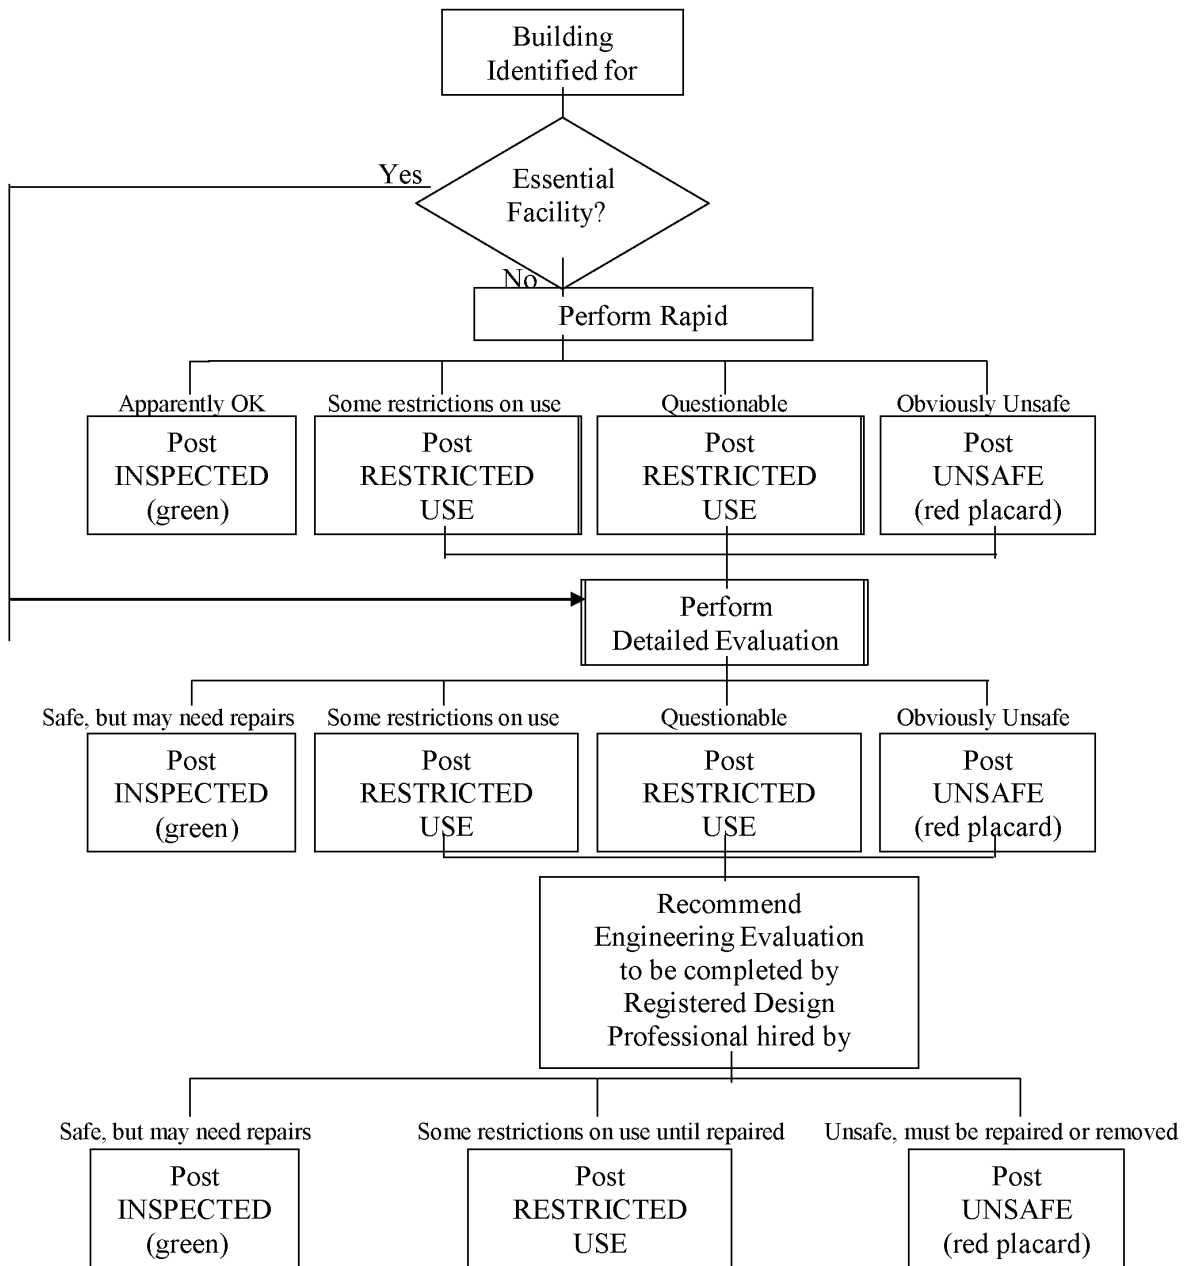 Building
Identified for
Yes
Essential
Facility?
No
Perform Rapid
Apparently OK
Some restrictions on use
Questionable
Obviously Unsafe
Post
INSPECTED
(green)
Post
RESTRICTED
USE
Post
RESTRICTED
USE
Post
UNSAFE
(red placard)
Perform
Detailed Evaluation
Safe, but may need repairs
Some restrictions on use
Questionable
Obviously Unsafe
Post
INSPECTED
(green)
Post
RESTRICTED
USE
Post
RESTRICTED
USE
Post
UNSAFE
(red placard)
Recommend
Engineering Evaluation
to be completed by
Registered Design
Professional hired by
Safe, but may need repairs
Some restrictions on use until repaired
Unsafe, must be repaired or removed
Post
INSPECTED
(green)
Post
RESTRICTED
USE
Post
UNSAFE
(red placard)